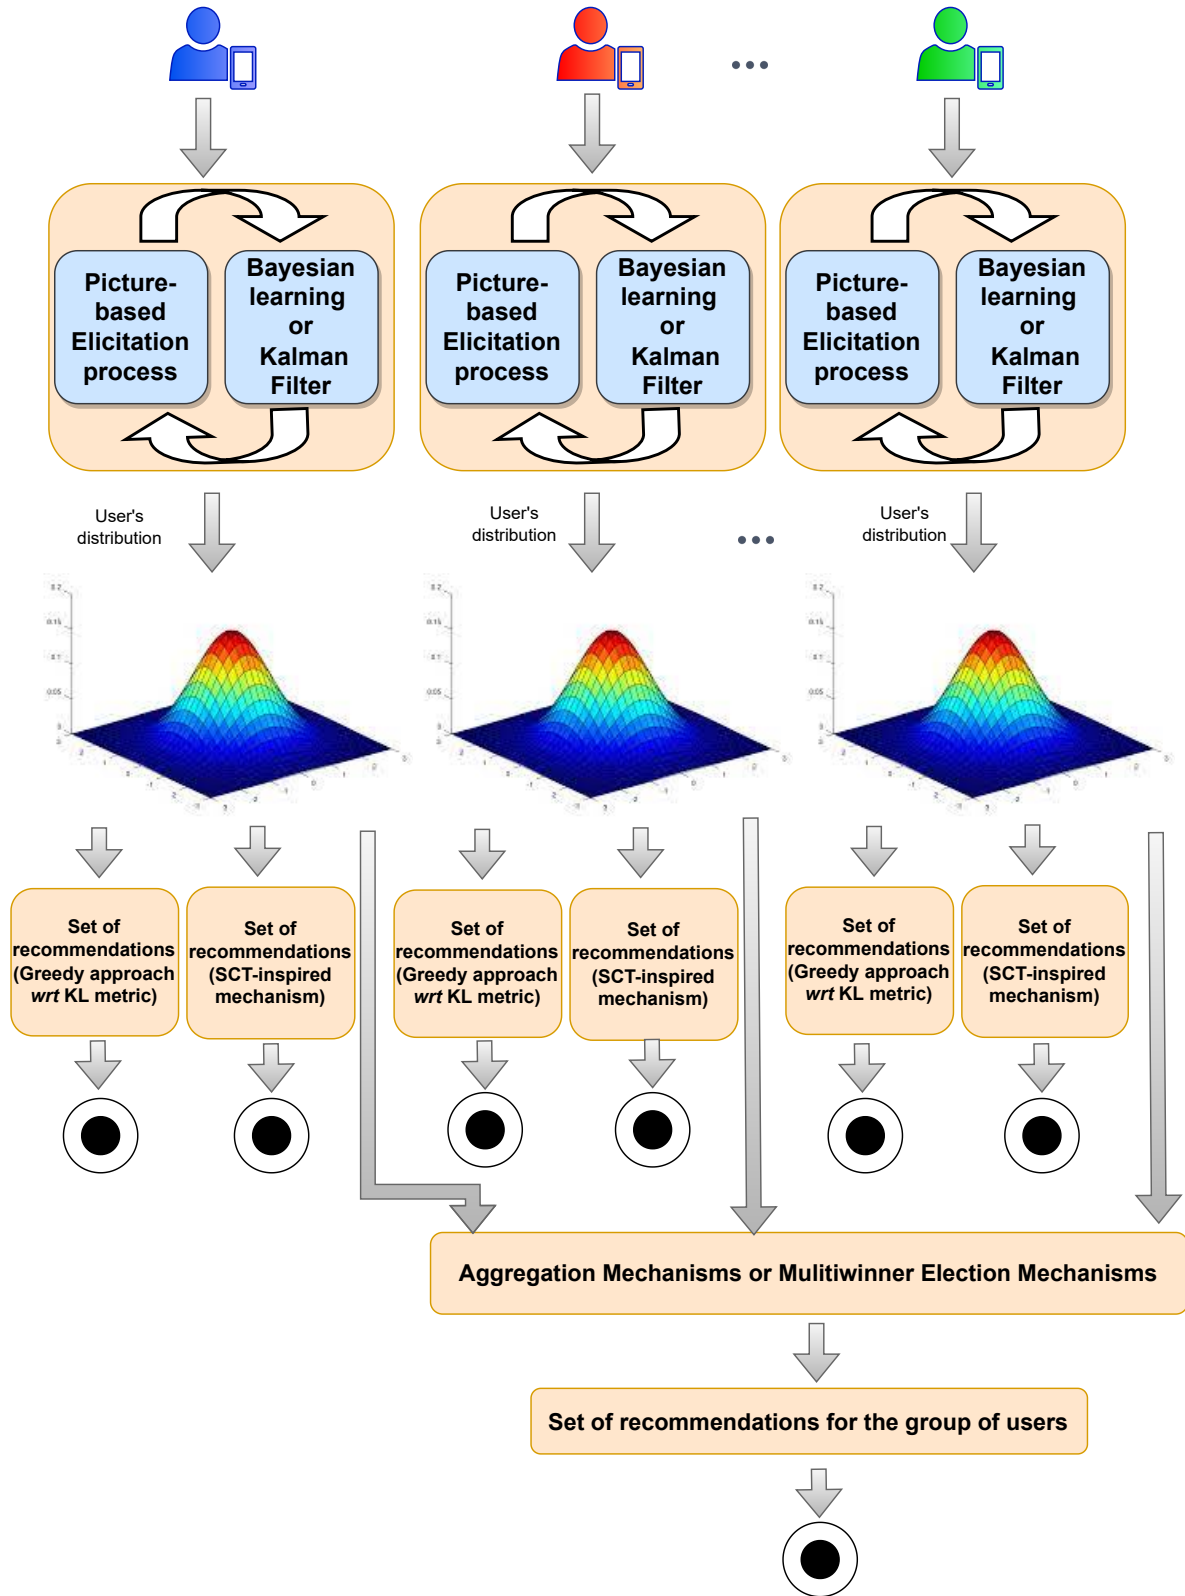 Picture-
based
Elicitation
process
Bayesian
learning
or
Kalman
Filter
Picture-
based
Elicitation
process
Bayesian
learning
or
Kalman
Filter
Picture-
based
Elicitation
process
Bayesian
learning
or
Kalman
Filter
User's
distribution
User's
distribution
User's
distribution
Set of
recommendations
(Greedy approach
wrt KL metric)
Set of
recommendations
(SCT-inspired
mechanism)
Set of
recommendations
(Greedy approach
wrt KL metric)
Set of
recommendations
(SCT-inspired
mechanism)
Set of
recommendations
(Greedy approach
wrt KL metric)
Set of
recommendations
(SCT-inspired
mechanism)
Aggregation Mechanisms or Mulitiwinner Election Mechanisms
Set of recommendations for the group of users